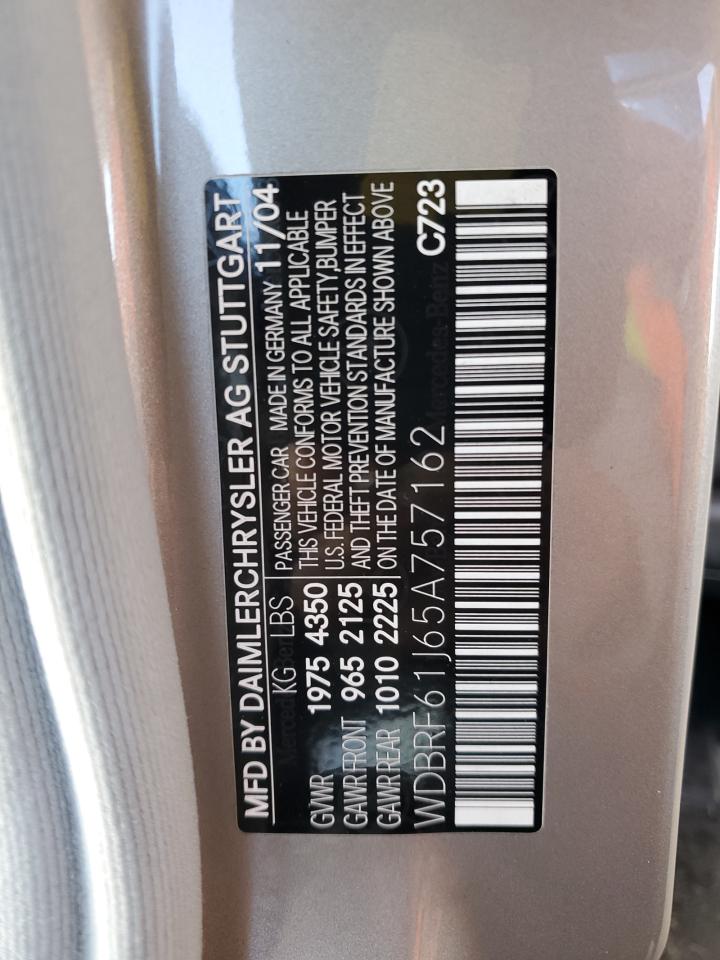 MFD BY DAIMLERCHRYSLER AG STUTTGART
KG LBS PASSENGER CAR MADE IN GERMANY 11/04
GVWR 1975 4350 THIS VEHICLE CONFORMS TO ALL APPLICABLE
U.S. FEDERAL MOTOR VEHICLE SAFETY,BUMPER
GAWR FRONT 965 2125 AND THEFT PREVENTION STANDARDS IN EFFECT
GAWR REAR 1010 2225 ON THE DATE OF MANUFACTURE SHOWN ABOVE
WDBRF61J65A757162 C723
Mercedes-Benz